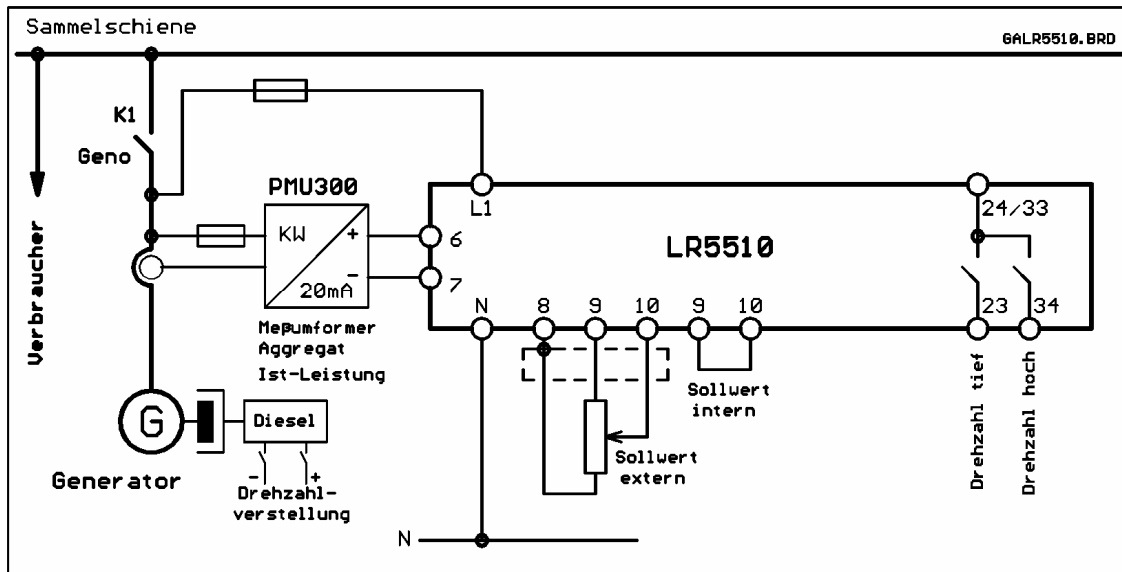 Sammelschiene
GALR5510.BRD
K1
Geno
Verbraucher
PMU300
KW
+
-
20mA
Meßumformer
Aggregat
Ist-Leistung
L1
6
7
LR5510
24/33
N
8
9
10
9
10
23
34
Sollwert
intern
Sollwert
extern
Drehzahl tief
Drehzahl hoch
G
Generator
Diesel
- +
Drehzahl-
verstellung
N